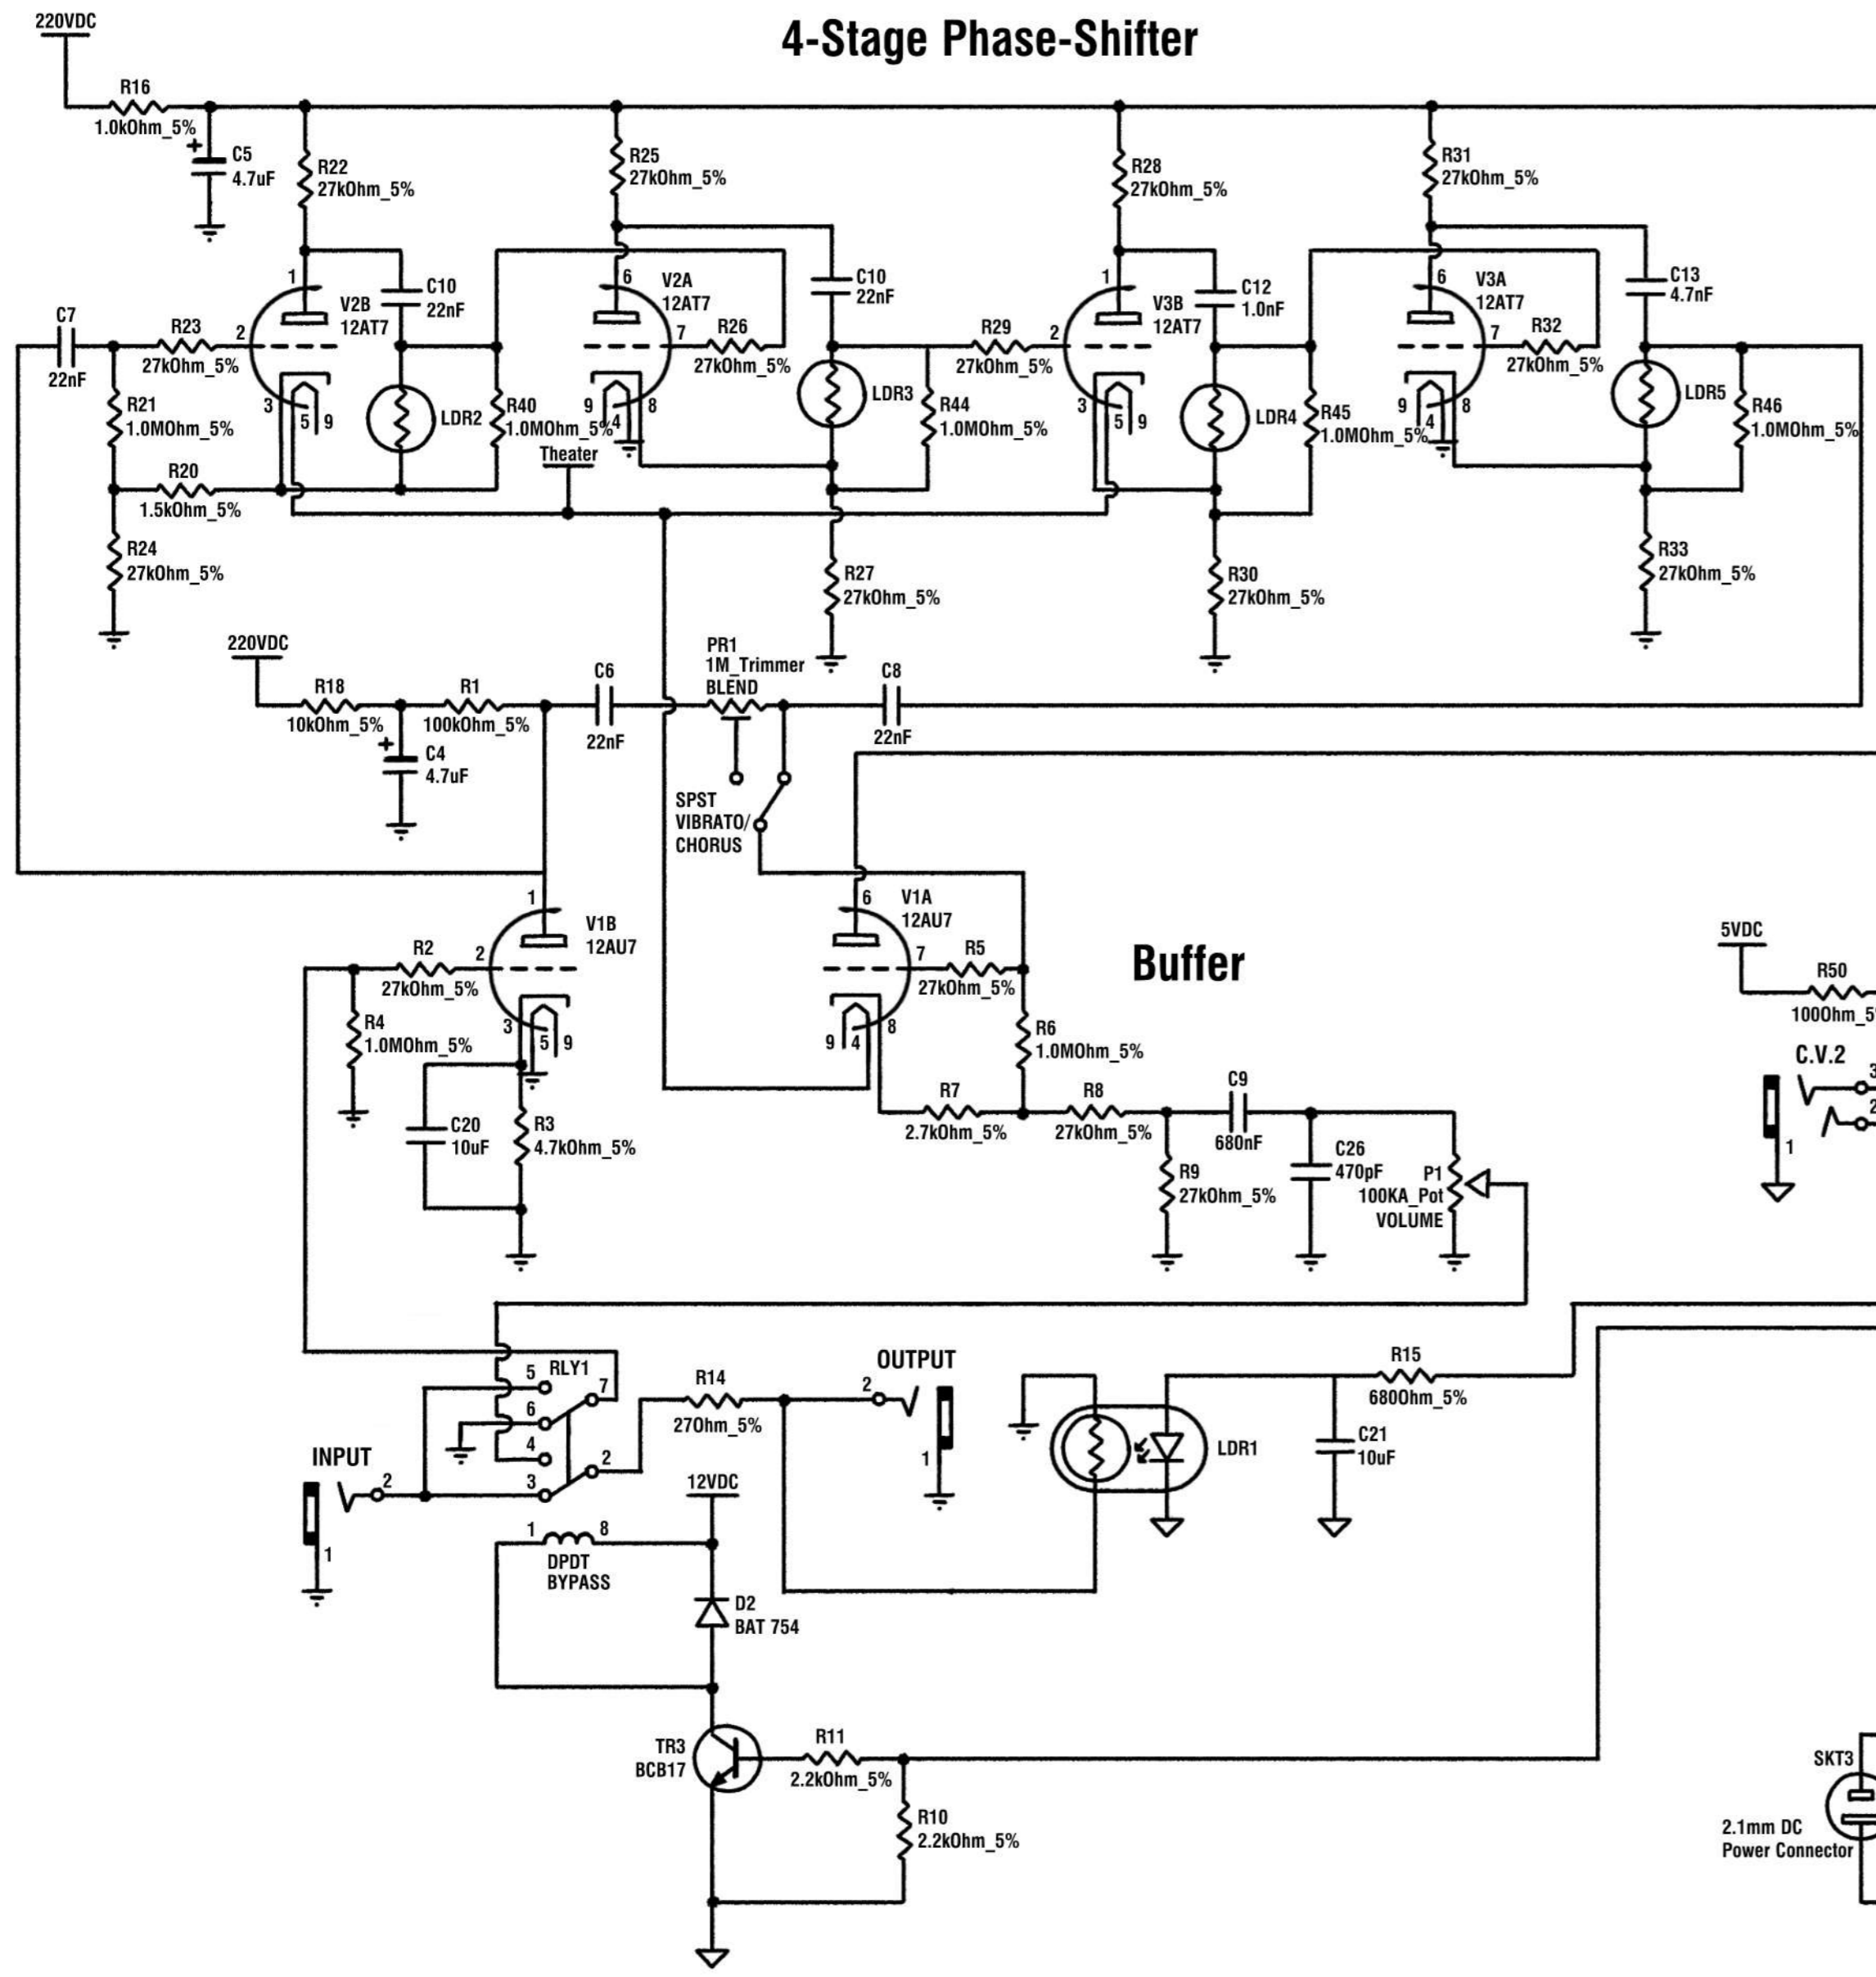 4-Stage Phase-Shifter
220VDC
R16
1.0kOhm_5%
C5
4.7uF
R22
27kOhm_5%
R25
27kOhm_5%
R28
27kOhm_5%
R31
27kOhm_5%
C7
22nF
R23
27kOhm_5%
1
2
3
5
9
V2B
12AT7
C10
22nF
R21
1.0MOhm_5%
LDR2
R40
1.0MOhm_5%
R20
1.5kOhm_5%
R24
27kOhm_5%
6
V2A
12AT7
7
R26
27kOhm_5%
9
4
8
Theater
C10
22nF
LDR3
R44
1.0MOhm_5%
R27
27kOhm_5%
R29
27kOhm_5%
1
2
3
5
9
V3B
12AT7
C12
1.0nF
LDR4
R45
1.0MOhm_5%
R30
27kOhm_5%
6
V3A
12AT7
7
R32
27kOhm_5%
9
4
8
C13
4.7nF
LDR5
R46
1.0MOhm_5%
R33
27kOhm_5%
220VDC
R18
10kOhm_5%
R1
100kOhm_5%
C4
4.7uF
C6
22nF
PR1
1M_Trimmer
BLEND
C8
22nF
SPST
VIBRATO/
CHORUS
1
V1B
12AU7
R2
27kOhm_5%
2
3
5
9
R4
1.0MOhm_5%
C20
10uF
R3
4.7kOhm_5%
6
V1A
12AU7
7
R5
27kOhm_5%
9
4
8
Buffer
R6
1.0MOhm_5%
R7
2.7kOhm_5%
R8
27kOhm_5%
C9
680nF
R9
27kOhm_5%
C26
470pF
P1
100KA_Pot
VOLUME
5VDC
R50
100Ohm_5
C.V.2
3
2
1
RLY1
5
7
6
4
2
3
INPUT
2
1
R14
27Ohm_5%
OUTPUT
2
1
LDR1
R15
680Ohm_5%
C21
10uF
12VDC
1
8
DPDT
BYPASS
D2
BAT 754
TR3
BCB17
R11
2.2kOhm_5%
R10
2.2kOhm_5%
SKT3
2.1mm DC
Power Connector